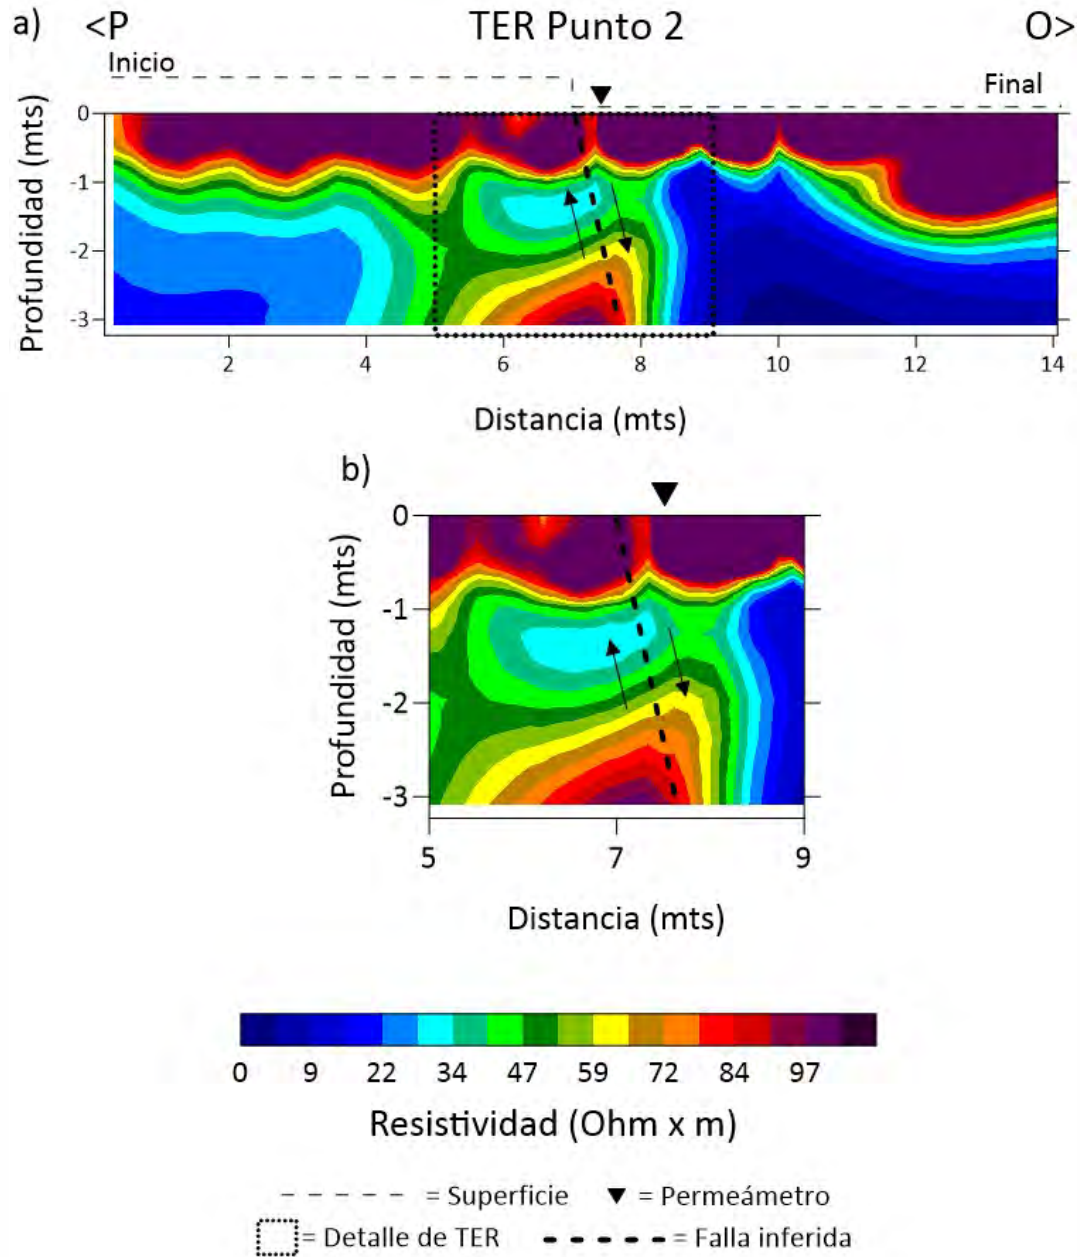 a) <P TER Punto 2 O>
Inicio
Final
Profundidad (mts)
0
-1
-2
-3
2 4 6 8 10 12 14
Distancia (mts)
b)
Profundidad (mts)
0
-1
-2
-3
5 7 9
Distancia (mts)
0 9 22 34 47 59 72 84 97
Resistividad (Ohm x m)
= Superficie = Permeámetro
= Detalle de TER = Falla inferida